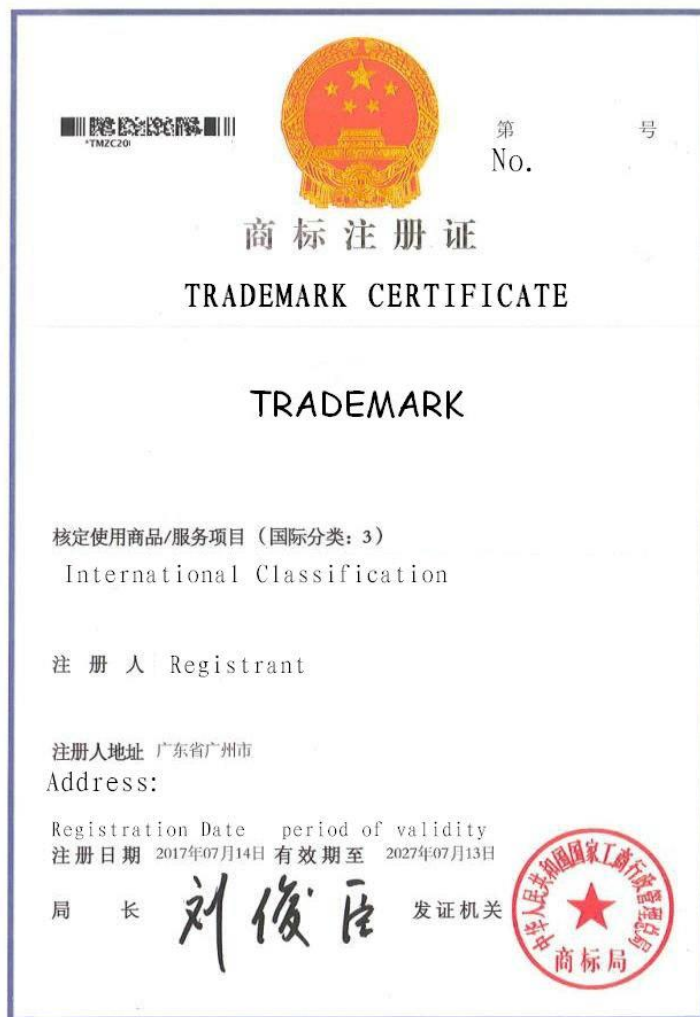 *TMZC20
第 号
No.
商标注册证
TRADEMARK CERTIFICATE
TRADEMARK
核定使用商品/服务项目（国际分类：3）
International Classification
注 册 人 Registrant
注册人地址 广东省广州市
Address:
Registration Date period of validity
注册日期 2017年07月14日 有效期至 2027年07月13日
局 长 刘俊臣 发证机关
中华人民共和国国家工商行政管理总局
商标局